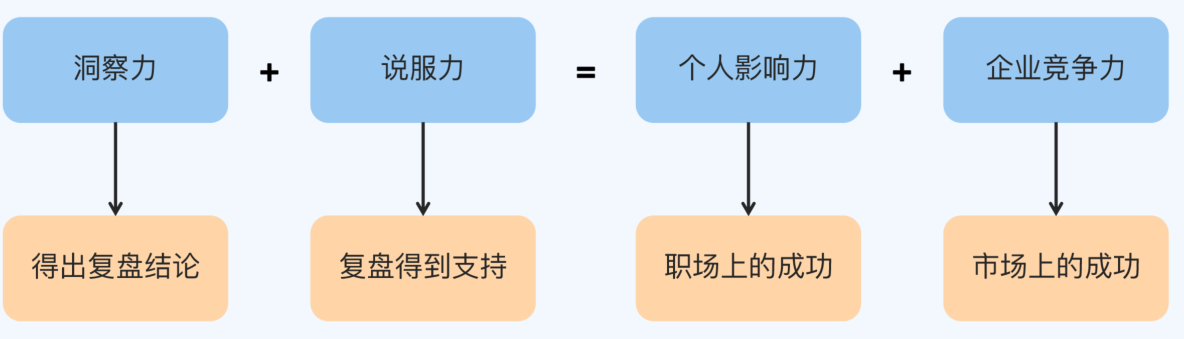 洞察力 + 说服力 = 个人影响力 + 企业竞争力
得出复盘结论 复盘得到支持 职场上的成功 市场上的成功